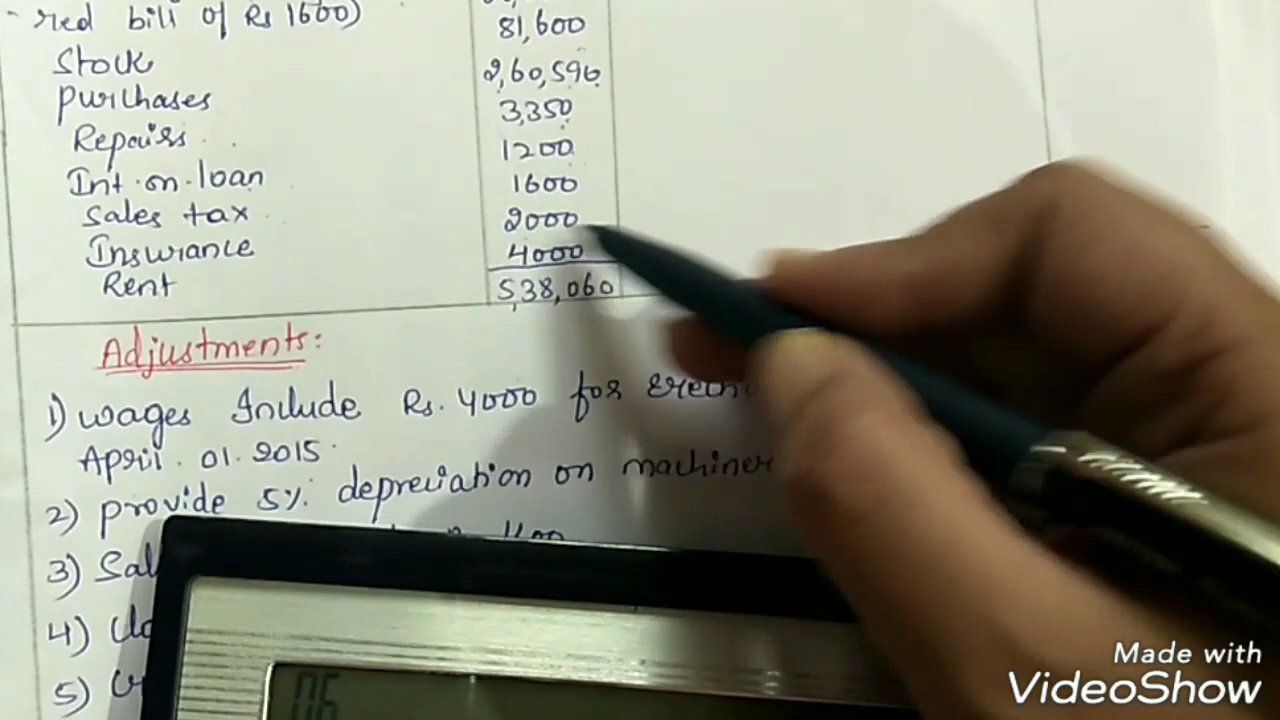 - red bill of Rs 1600)
Stock 81,600
Purchases 2,60,596
Repairs 3,350
Int. on. loan 1200
Sales tax 1600
Insurance 2000
Rent 4000
5,38,060
Adjustments:
1) wages Include Rs. 4000 for
April. 01. 2015.
2) Provide 5% depreciation on
3)
4)
5)
06
Made with
VideoShow